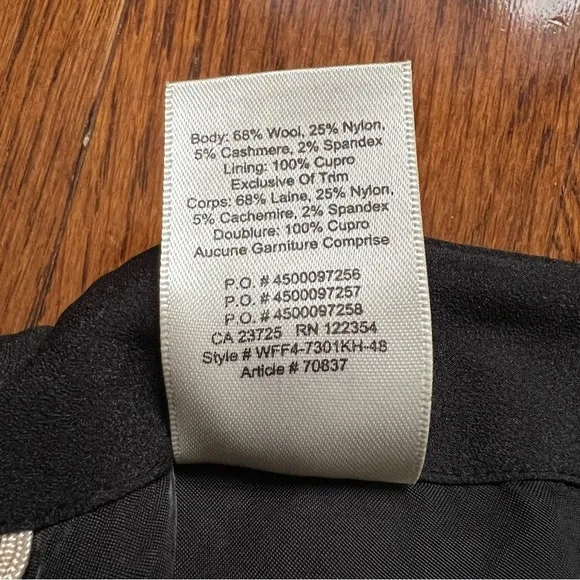 Body: 68% Wool, 25% Nylon,
5% Cashmere, 2% Spandex
Lining: 100% Cupro
Exclusive Of Trim
Corps: 68% Laine, 25% Nylon,
5% Cachemire, 2% Spandex
Doublure: 100% Cupro
Aucune Garniture Comprise
P.O. # 4500097256
P.O. # 4500097257
P.O. # 4500097258
CA 23725 RN 122354
Style # WFF4-7301KH-48
Article # 70837